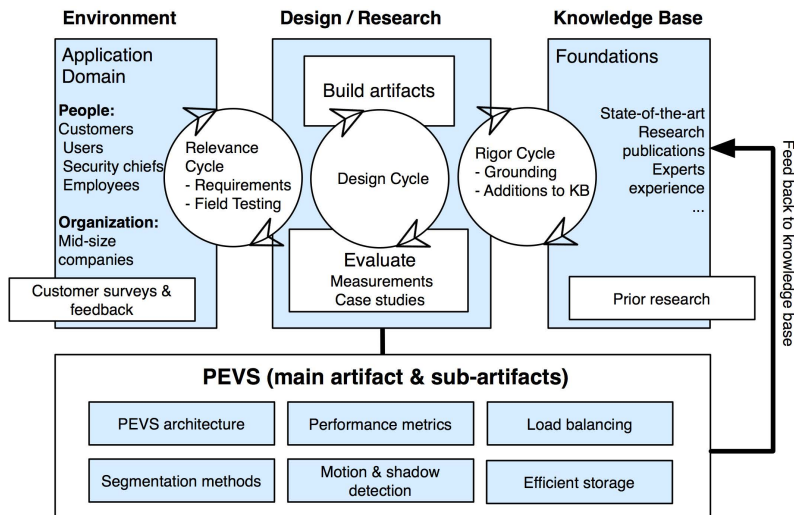 Environment
Design / Research
Knowledge Base
Application
Domain
People:
Customers
Users
Security chiefs
Employees
Organization:
Mid-size
companies
Customer surveys &
feedback
Relevance
Cycle
- Requirements
- Field Testing
Build artifacts
Design Cycle
Evaluate
Measurements
Case studies
Rigor Cycle
- Grounding
- Additions to KB
Foundations
State-of-the-art
Research
publications
Experts
experience
...
Prior research
Feed back to knowledge base
PEVS (main artifact & sub-artifacts)
PEVS architecture
Performance metrics
Load balancing
Segmentation methods
Motion & shadow
detection
Efficient storage